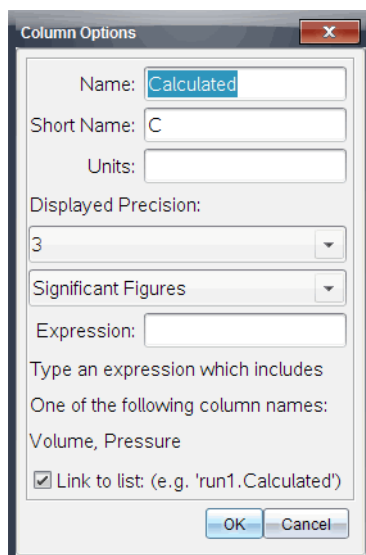 Column Options
Name: Calculated
Short Name: C
Units:
Displayed Precision:
3
Significant Figures
Expression:
Type an expression which includes
One of the following column names:
Volume, Pressure
Link to list: (e.g. 'run1.Calculated')
OK Cancel